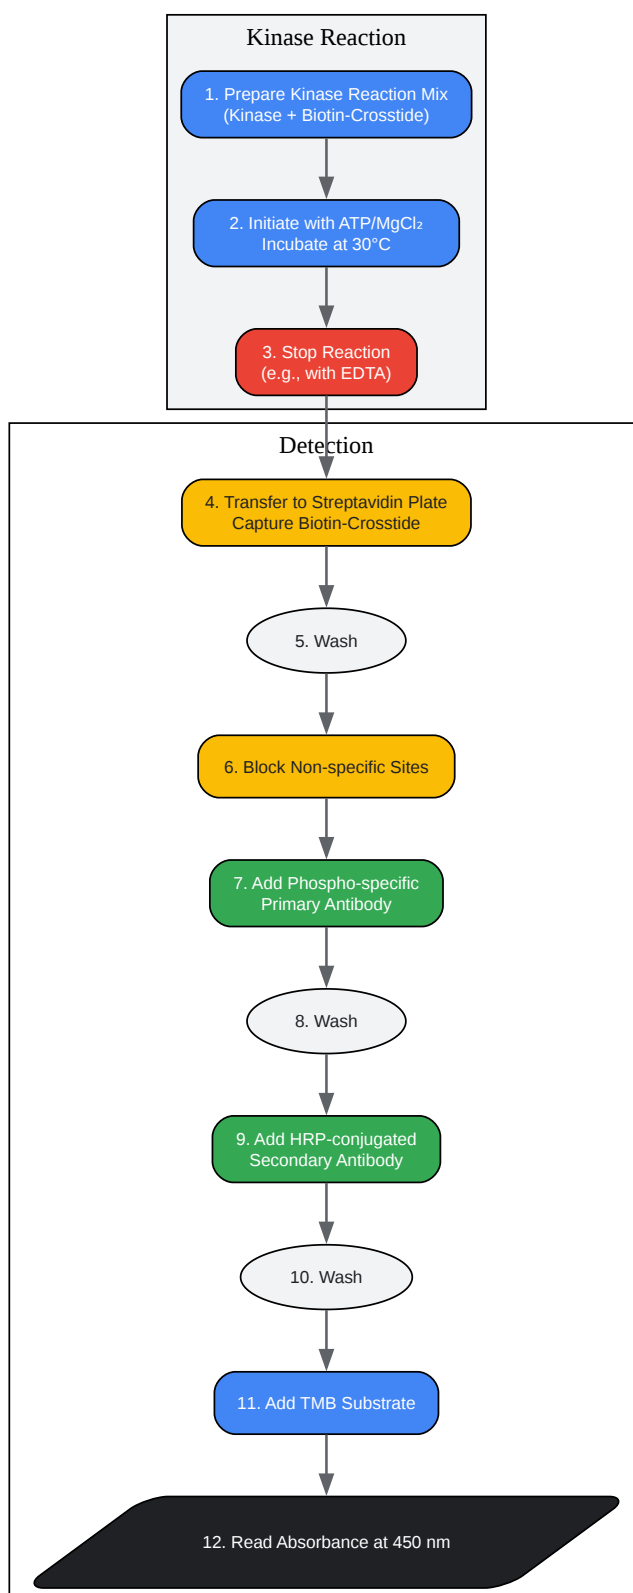 Kinase Reaction
1. Prepare Kinase Reaction Mix
(Kinase + Biotin-Crosstide)
2. Initiate with ATP/MgCl₂
Incubate at 30°C
3. Stop Reaction
(e.g., with EDTA)
Detection
4. Transfer to Streptavidin Plate
Capture Biotin-Crosstide
5. Wash
6. Block Non-specific Sites
7. Add Phospho-specific
Primary Antibody
8. Wash
9. Add HRP-conjugated
Secondary Antibody
10. Wash
11. Add TMB Substrate
12. Read Absorbance at 450 nm